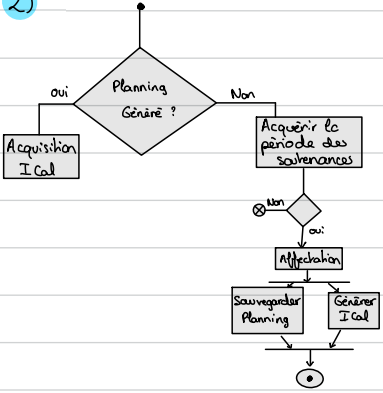 2)
Planning
Généré ?
oui
Non
Acquisition
ICal
Acquérir la
période des
soutenances
Non
oui
Affectation
Sauvegarder
Planning
Générer
ICal